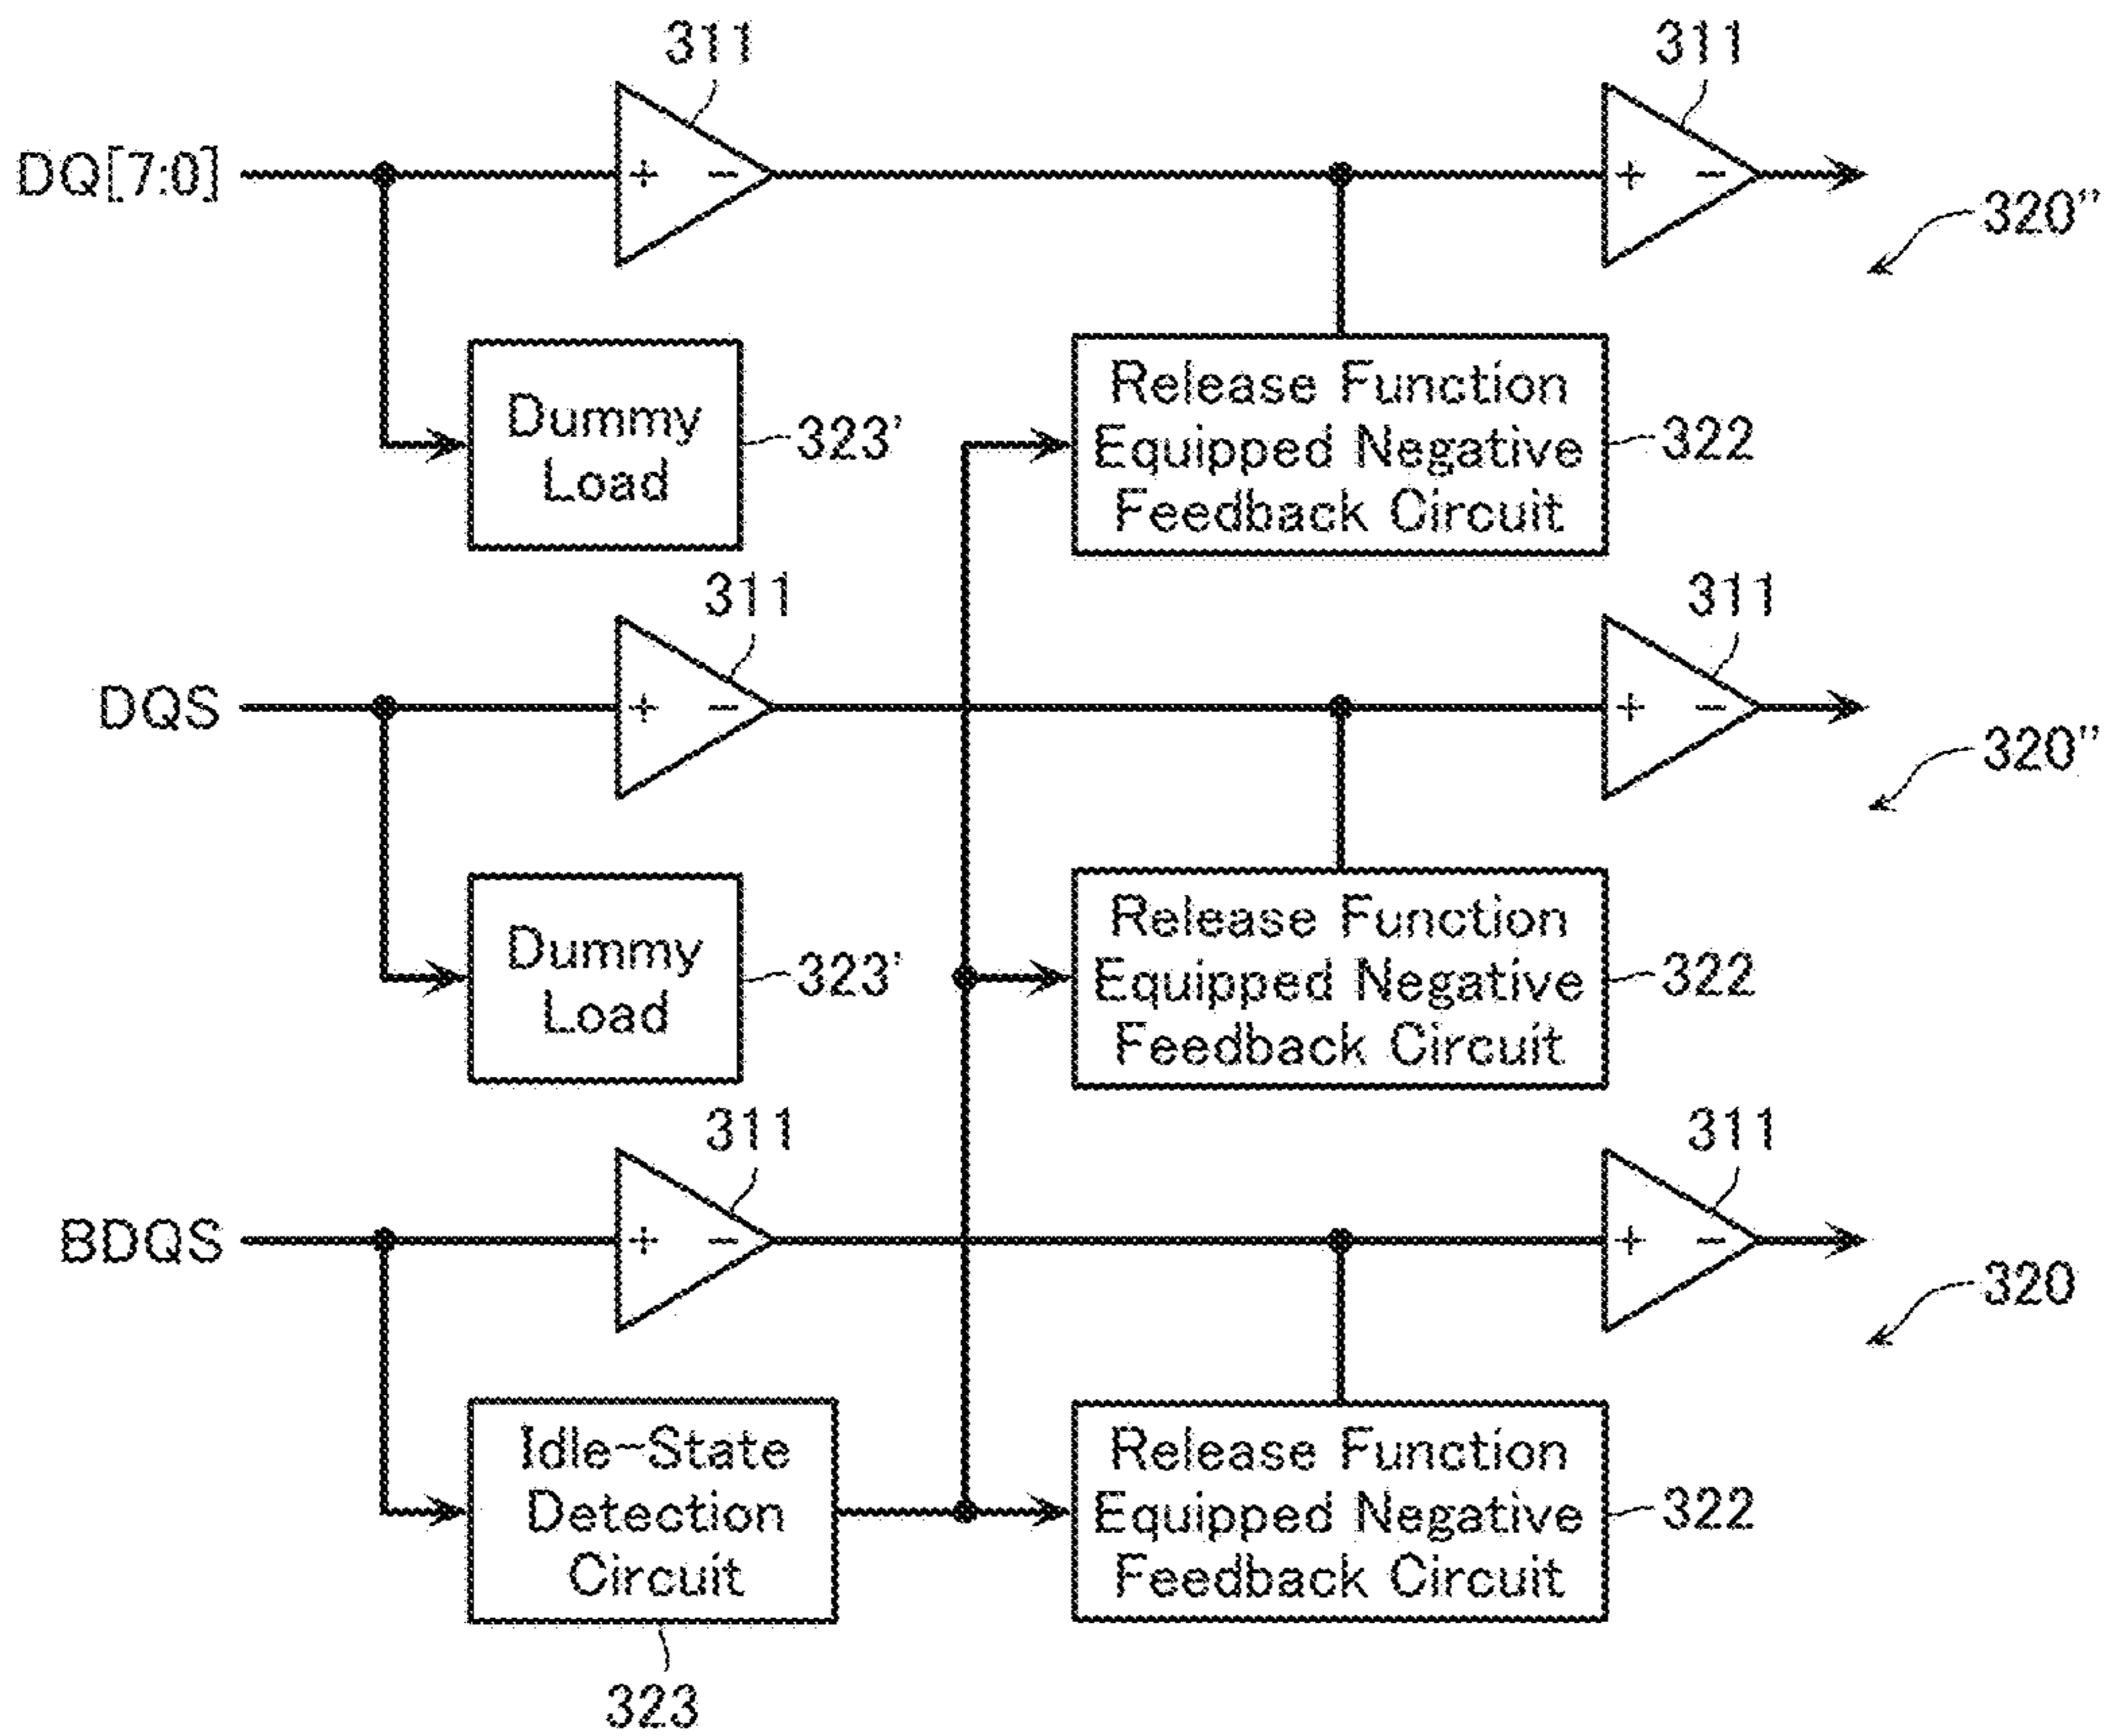 311
311
DQ[7:0]
+ −
+ −
320"
Dummy
Load
323'
Release Function
Equipped Negative
Feedback Circuit
322
311
311
DQS
+ −
+ −
320"
Dummy
Load
323'
Release Function
Equipped Negative
Feedback Circuit
322
311
311
BDQS
+ −
+ −
320
Idle-State
Detection
Circuit
323
Release Function
Equipped Negative
Feedback Circuit
322